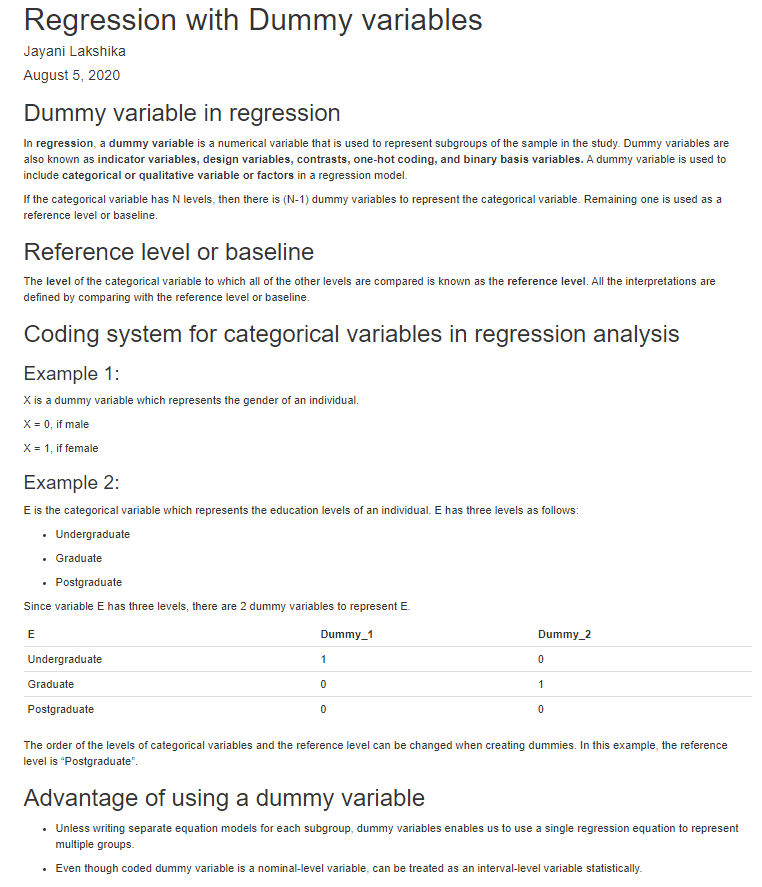 Regression with Dummy variables
Jayani Lakshika
August 5, 2020
Dummy variable in regression
In regression, a dummy variable is a numerical variable that is used to represent subgroups of the sample in the study. Dummy variables are
also known as indicator variables, design variables, contrasts, one-hot coding, and binary basis variables. A dummy variable is used to
include categorical or qualitative variable or factors in a regression model.
If the categorical variable has N levels, then there is (N-1) dummy variables to represent the categorical variable. Remaining one is used as a
reference level or baseline.
Reference level or baseline
The level of the categorical variable to which all of the other levels are compared is known as the reference level. All the interpretations are
defined by comparing with the reference level or baseline.
Coding system for categorical variables in regression analysis
Example 1:
X is a dummy variable which represents the gender of an individual.
X = 0, if male
X = 1, if female
Example 2:
E is the categorical variable which represents the education levels of an individual. E has three levels as follows:
• Undergraduate
• Graduate
• Postgraduate
Since variable E has three levels, there are 2 dummy variables to represent E.
E Dummy_1 Dummy_2
Undergraduate 1 0
Graduate 0 1
Postgraduate 0 0
The order of the levels of categorical variables and the reference level can be changed when creating dummies. In this example, the reference
level is “Postgraduate”.
Advantage of using a dummy variable
• Unless writing separate equation models for each subgroup, dummy variables enables us to use a single regression equation to represent
multiple groups.
• Even though coded dummy variable is a nominal-level variable, can be treated as an interval-level variable statistically.